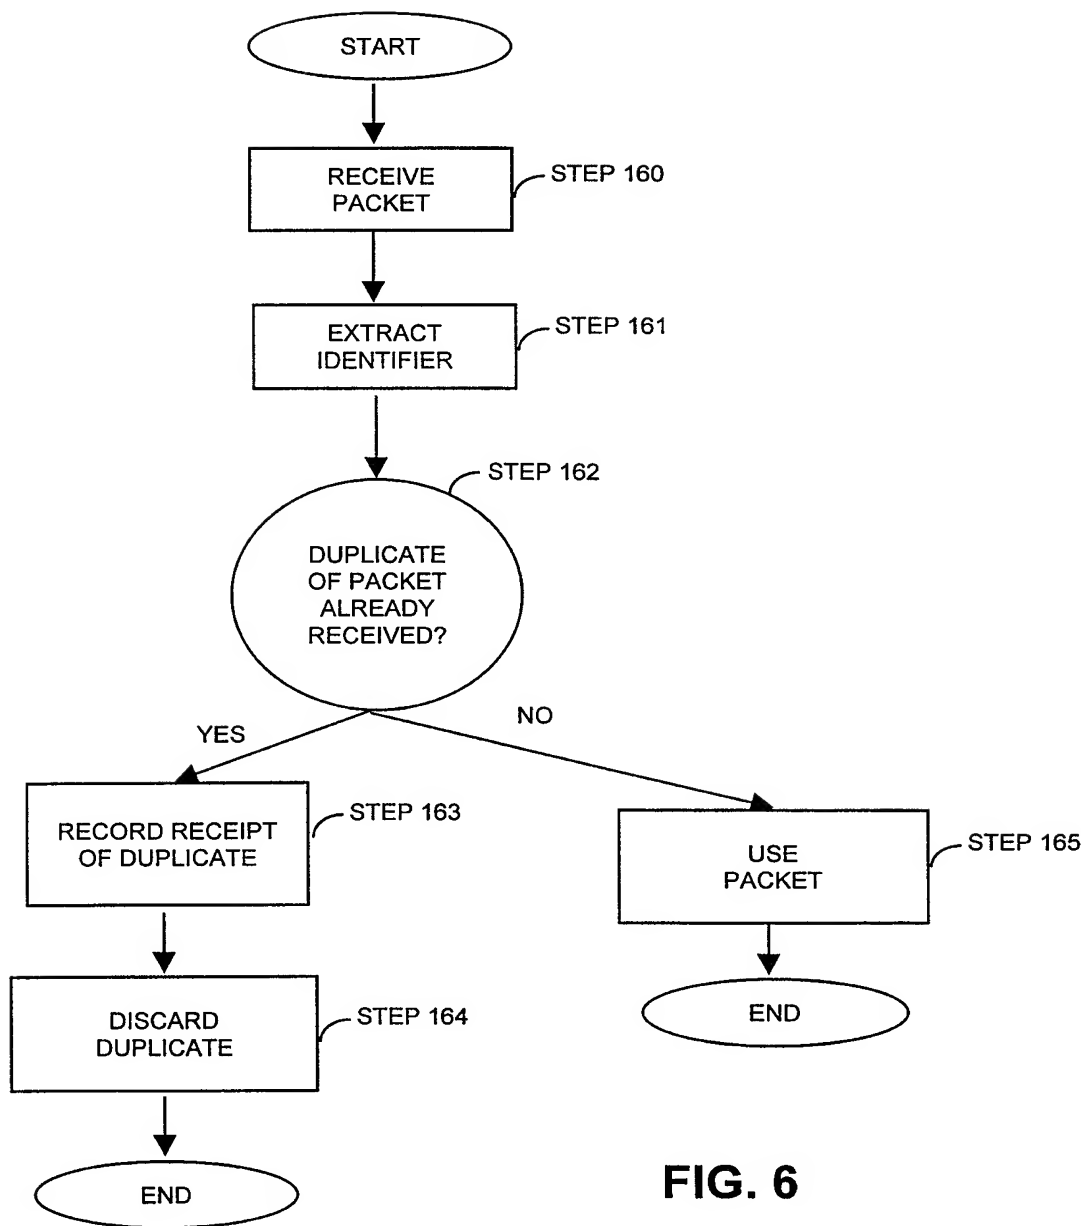 START
RECEIVE
PACKET
STEP 160
EXTRACT
IDENTIFIER
STEP 161
STEP 162
DUPLICATE
OF PACKET
ALREADY
RECEIVED?
YES
NO
RECORD RECEIPT
OF DUPLICATE
STEP 163
USE
PACKET
STEP 165
DISCARD
DUPLICATE
STEP 164
END
END
FIG. 6